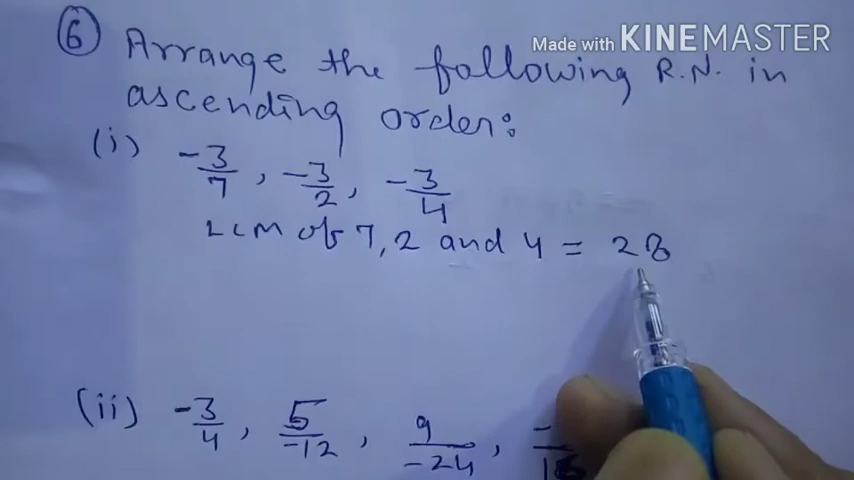 Made with KINEMASTER
6 Arrange the following R.N. in
ascending order:
(i) -3/7, -3/2, -3/4
LCM of 7, 2 and 4 = 28
(ii) -3/4, 5/-12, 9/-24,